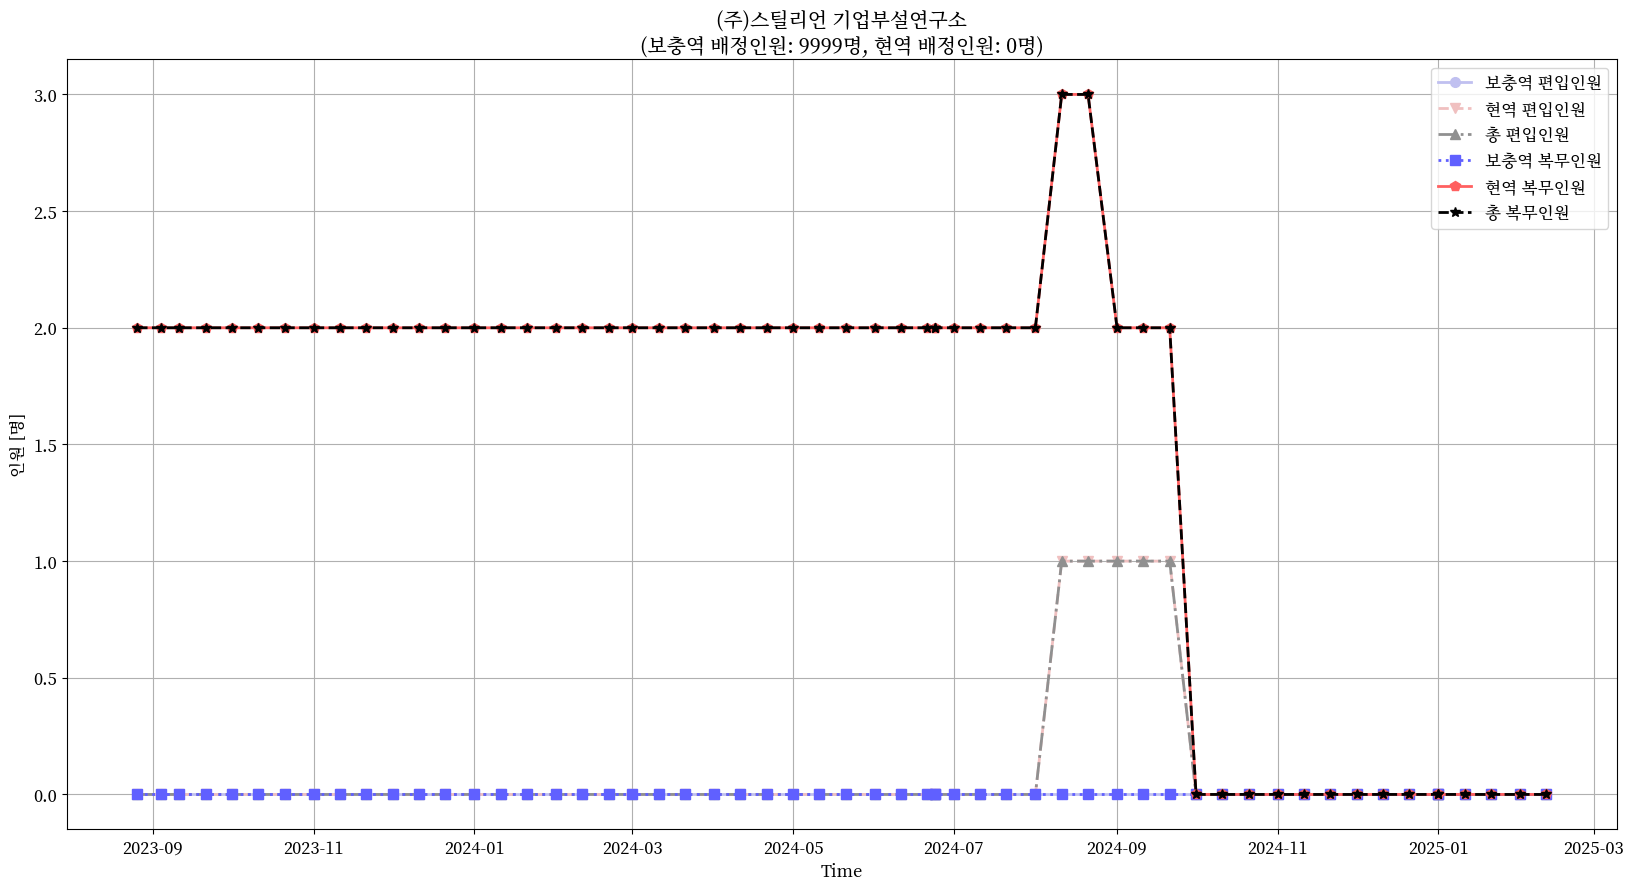 (주)스틸리언 기업부설연구소
(보충역 배정인원: 9999명, 현역 배정인원: 0명)
보충역 편입인원
현역 편입인원
총 편입인원
보충역 복무인원
현역 복무인원
총 복무인원
인원 [명]
3.0
2.5
2.0
1.5
1.0
0.5
0.0
2023-09 2023-11 2024-01 2024-03 2024-05 2024-07 2024-09 2024-11 2025-01 2025-03
Time